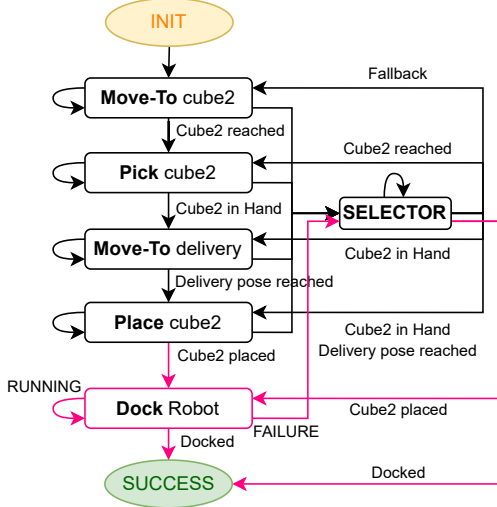 INIT
Fallback
Move-To cube2
Cube2 reached
Cube2 reached
Pick cube2
Cube2 in Hand
SELECTOR
Move-To delivery
Cube2 in Hand
Delivery pose reached
Place cube2
Cube2 in Hand
Delivery pose reached
Cube2 placed
RUNNING
Dock Robot
Cube2 placed
FAILURE
Docked
Docked
SUCCESS